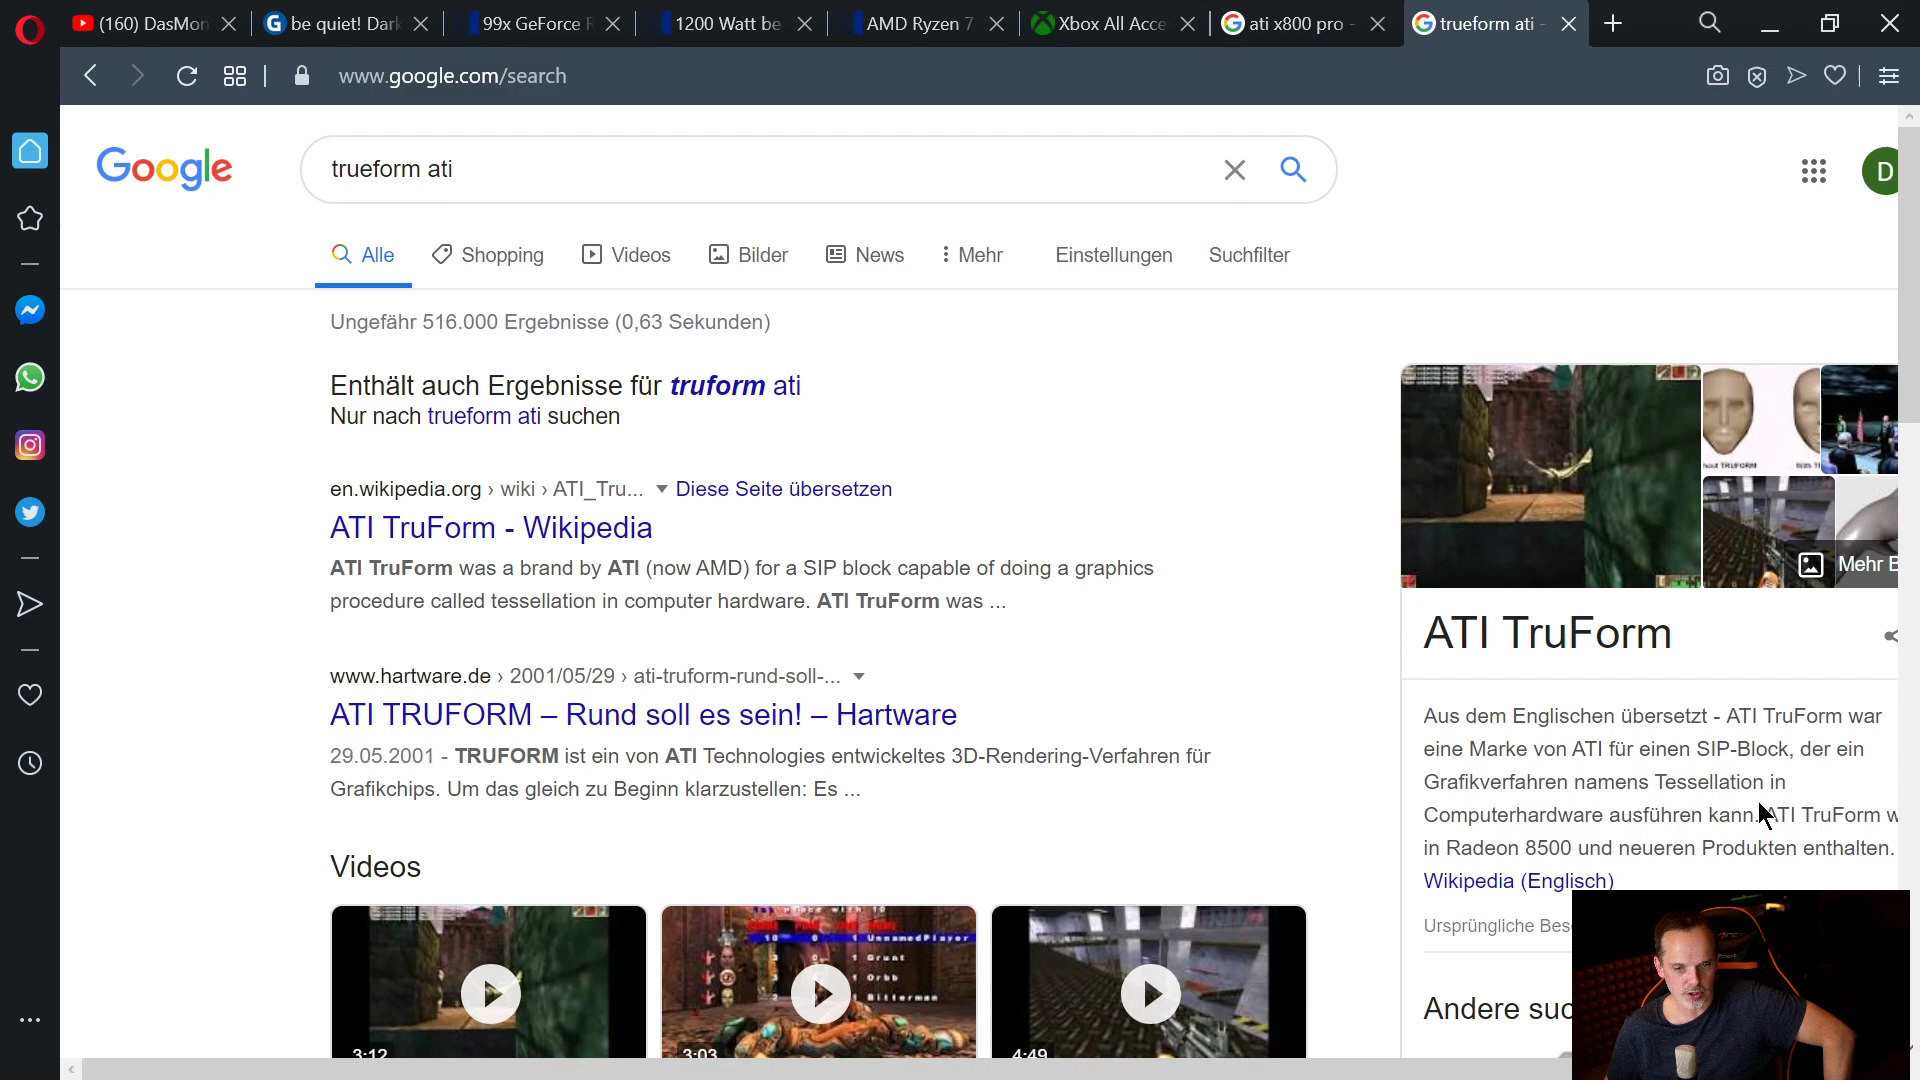 (160) DasMon
be quiet! Dark
99x GeForce R
1200 Watt be
AMD Ryzen 7
Xbox All Acce
ati x800 pro -
trueform ati -
www.google.com/search
Google
trueform ati
D
Alle
Shopping
Videos
Bilder
News
Mehr
Einstellungen
Suchfilter
Ungefähr 516.000 Ergebnisse (0,63 Sekunden)
Enthält auch Ergebnisse für truform ati
Nur nach trueform ati suchen
en.wikipedia.org › wiki › ATI_Tru... Diese Seite übersetzen
ATI TruForm - Wikipedia
ATI TruForm was a brand by ATI (now AMD) for a SIP block capable of doing a graphics
procedure called tessellation in computer hardware. ATI TruForm was ...
www.hartware.de › 2001/05/29 › ati-truform-rund-soll-...
ATI TRUFORM – Rund soll es sein! – Hartware
29.05.2001 - TRUFORM ist ein von ATI Technologies entwickeltes 3D-Rendering-Verfahren für
Grafikchips. Um das gleich zu Beginn klarzustellen: Es ...
Videos
UnnamedPlayer
Grunt
Orbb
Bitterman
3:12
3:03
4:49
TRUFORM
Mehr B
ATI TruForm
Aus dem Englischen übersetzt - ATI TruForm war
eine Marke von ATI für einen SIP-Block, der ein
Grafikverfahren namens Tessellation in
Computerhardware ausführen kann. ATI TruForm w
in Radeon 8500 und neueren Produkten enthalten.
Wikipedia (Englisch)
Ursprüngliche Bes
Andere suc